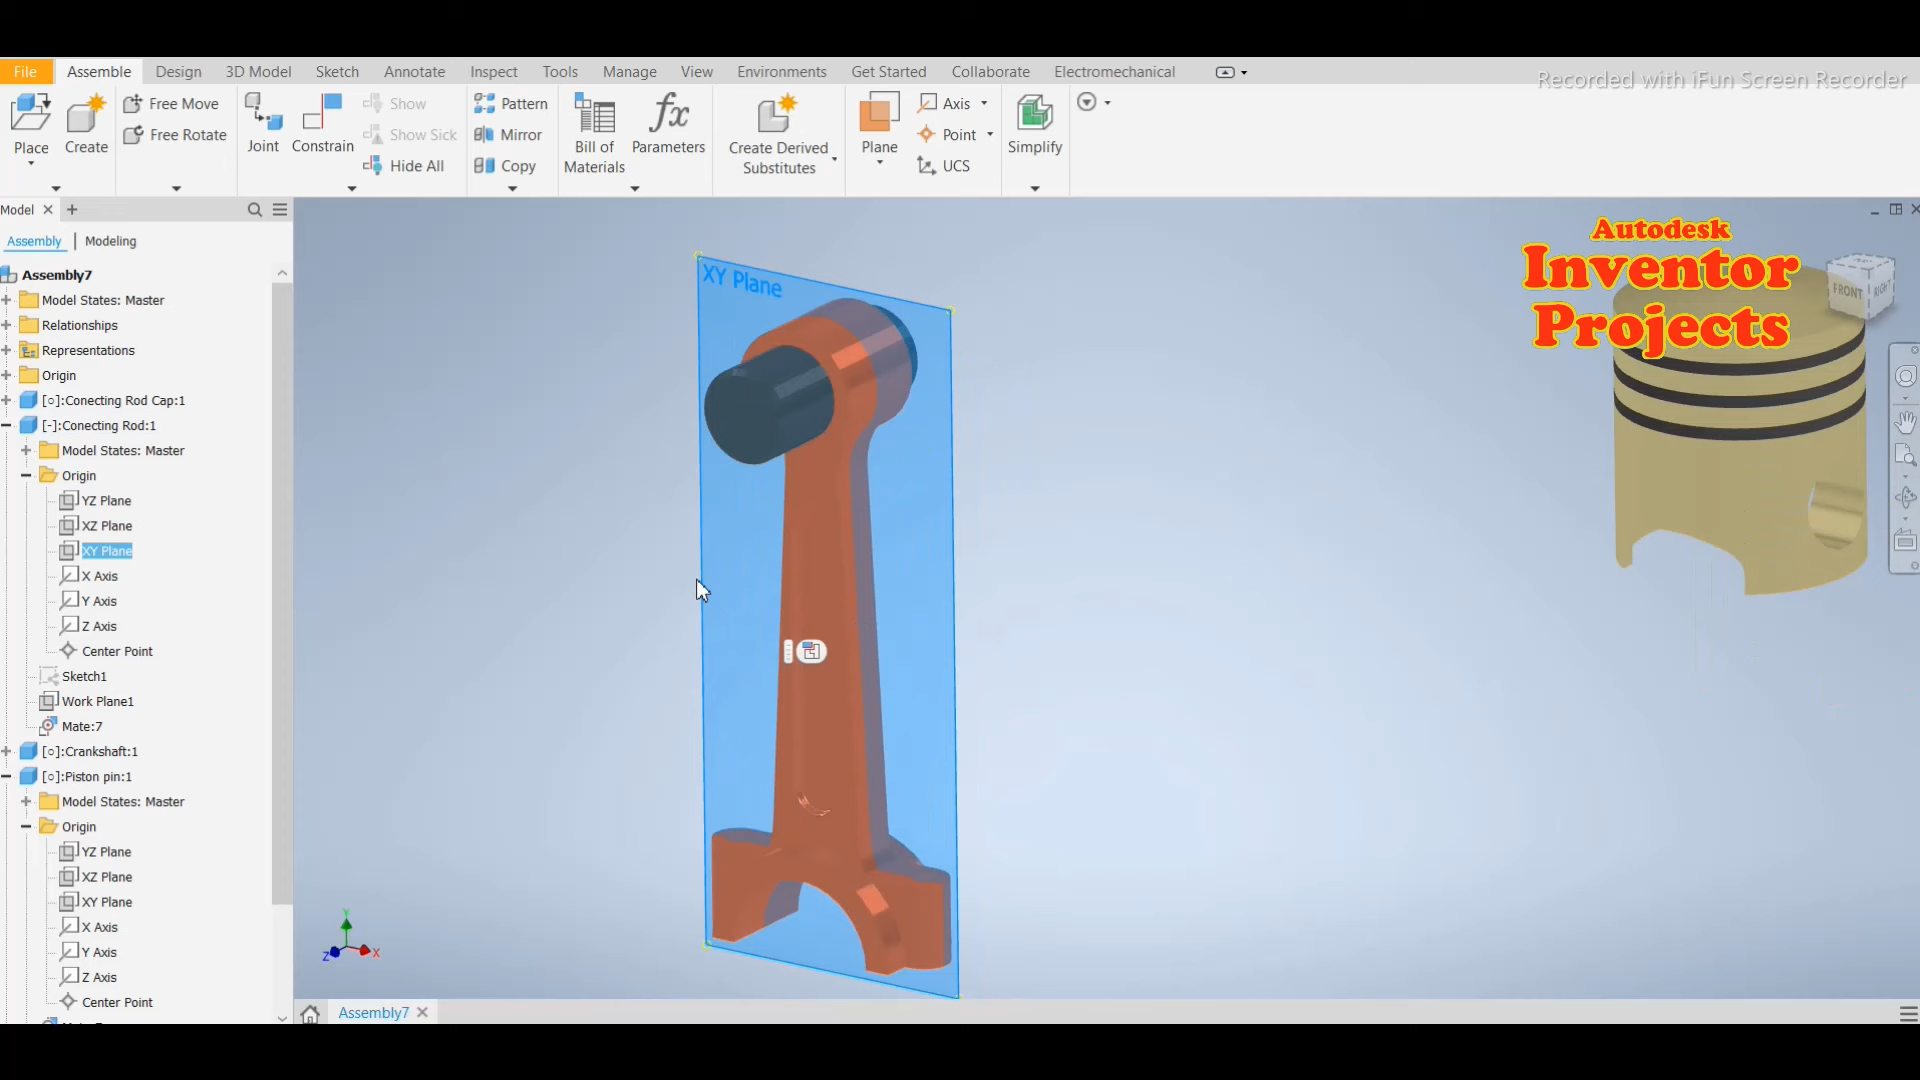 File Assemble Design 3D Model Sketch Annotate Inspect Tools Manage View Environments Get Started Collaborate Electromechanical
Recorded with iFun Screen Recorder
Place
Create
Free Move
Free Rotate
Joint
Constrain
Show
Show Sick
Hide All
Pattern
Mirror
Copy
Bill of
Materials
fx
Parameters
Create Derived
Substitutes
Plane
Axis
Point
UCS
Simplify
Model
Assembly | Modeling
Assembly7
Model States: Master
Relationships
Representations
Origin
[○]:Conecting Rod Cap:1
[-]:Conecting Rod:1
Model States: Master
Origin
YZ Plane
XZ Plane
XY Plane
X Axis
Y Axis
Z Axis
Center Point
Sketch1
Work Plane1
Mate:7
[○]:Crankshaft:1
[○]:Piston pin:1
Model States: Master
Origin
YZ Plane
XZ Plane
XY Plane
X Axis
Y Axis
Z Axis
Center Point
XY Plane
Autodesk
Inventor
Projects
FRONT
RIGHT
Y
Z
X
Assembly7